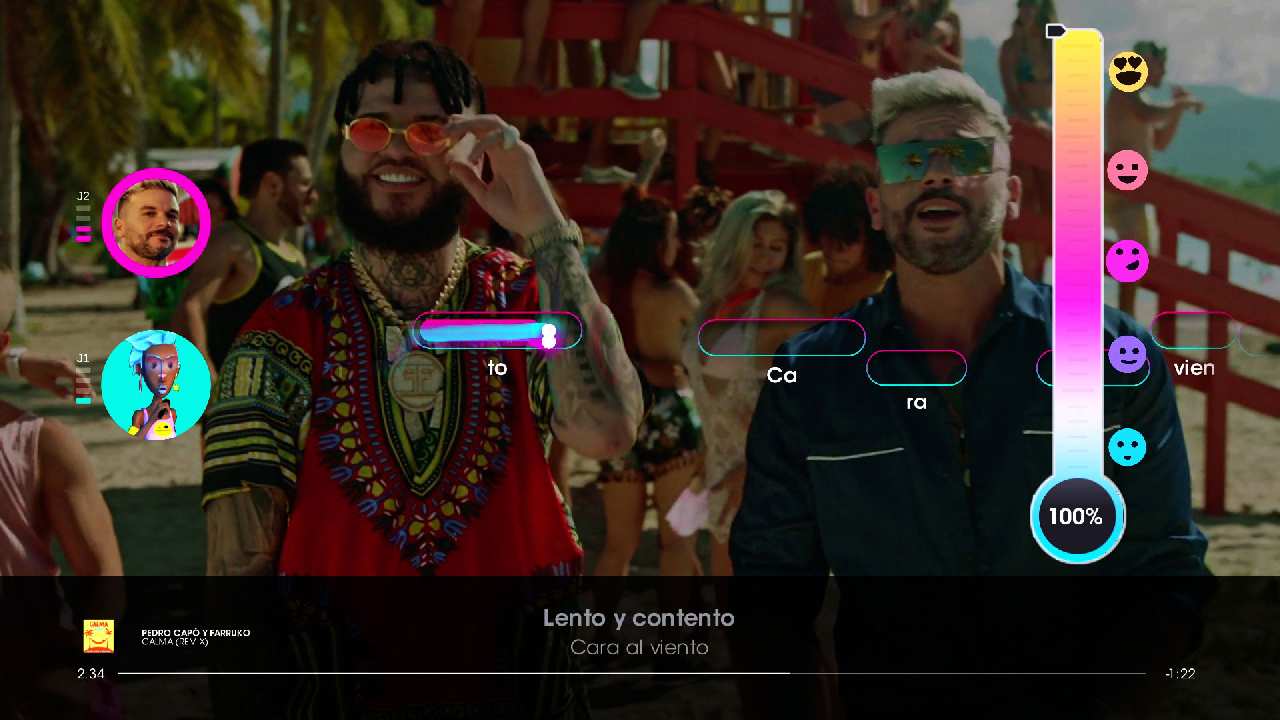 J2
J1
to
Ca
ra
vien
100%
Lento y contento
Cara al viento
CALMA
PEDRO CAPÓ Y FARRUKO
CALMA (REMIX)
2:34
-1:22